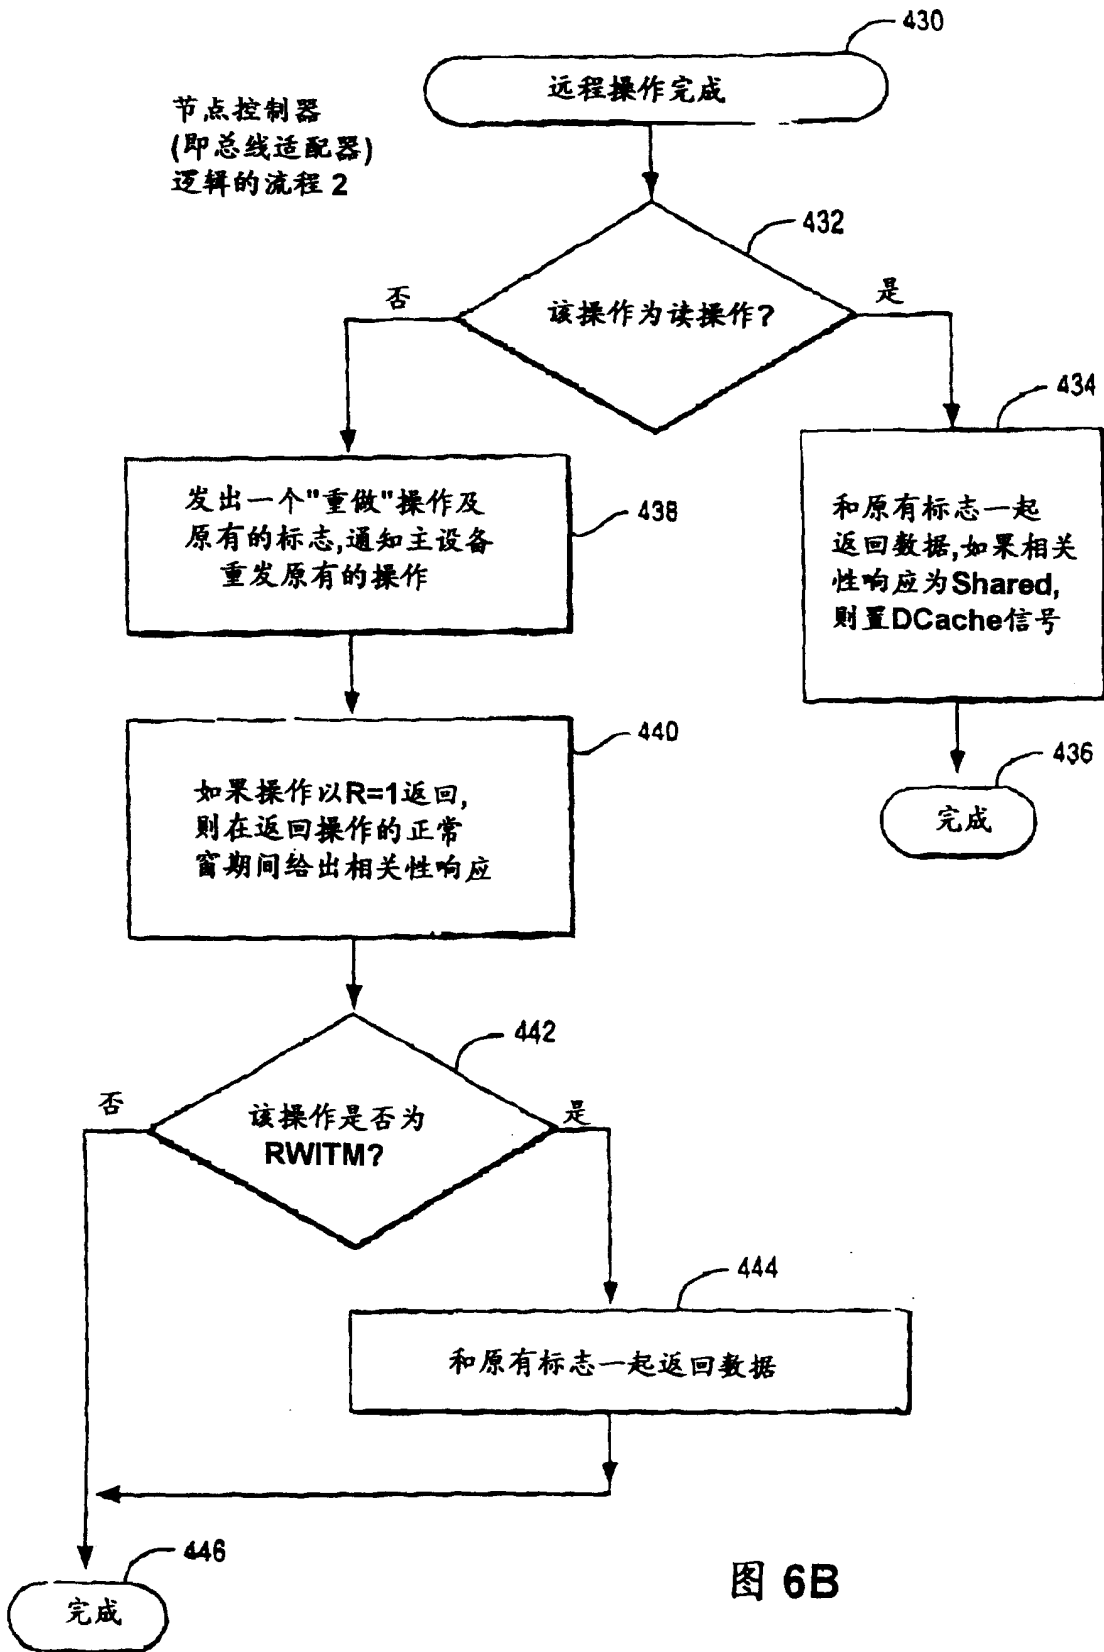 430
远程操作完成
节点控制器
(即总线适配器)
逻辑的流程 2
432
该操作为读操作?
否
是
434
和原有标志一起
返回数据,如果相关
性响应为Shared,
则置DCache信号
436
完成
438
发出一个"重做"操作及
原有的标志,通知主设备
重发原有的操作
440
如果操作以R=1返回,
则在返回操作的正常
窗期间给出相关性响应
442
该操作是否为
RWITM?
否
是
444
和原有标志一起返回数据
446
完成
图 6B